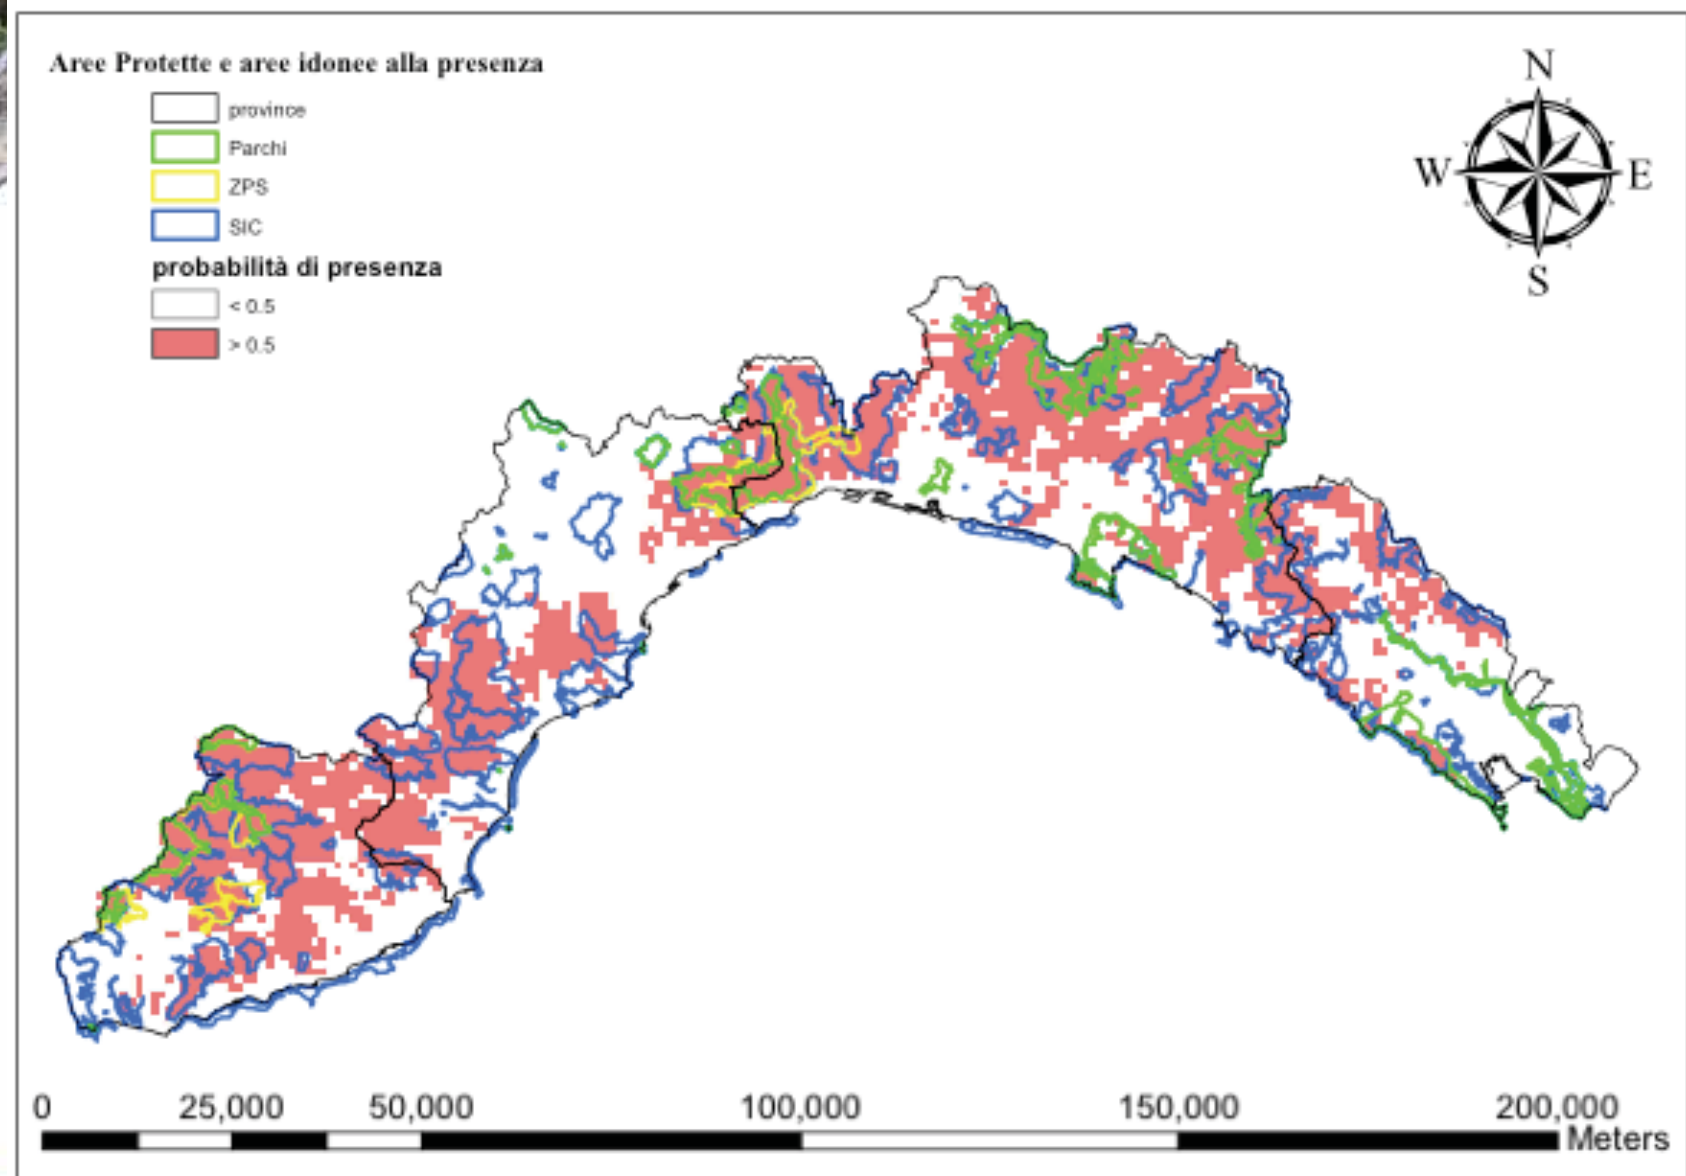 Aree Protette e aree idonee alla presenza
province
Parchi
ZPS
SIC
probabilità di presenza
< 0.5
> 0.5
N
W E
S
0 25,000 50,000 100,000 150,000 200,000
Meters